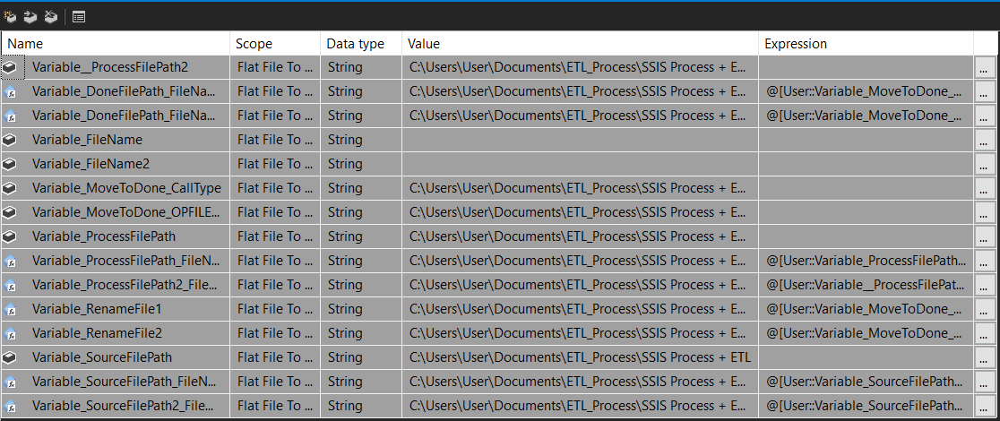 Name Scope Data type Value Expression
Variable__ProcessFilePath2 Flat File To ... String C:\Users\User\Documents\ETL_Process\SSIS Process + E... ...
Variable_DoneFilePath_FileNa... Flat File To ... String C:\Users\User\Documents\ETL_Process\SSIS Process + E... @[User::Variable_MoveToDone_... ...
Variable_DoneFilePath_FileNa... Flat File To ... String C:\Users\User\Documents\ETL_Process\SSIS Process + E... @[User::Variable_MoveToDone_... ...
Variable_FileName Flat File To ... String ...
Variable_FileName2 Flat File To ... String ...
Variable_MoveToDone_CallType Flat File To ... String C:\Users\User\Documents\ETL_Process\SSIS Process + E... ...
Variable_MoveToDone_OPFILE... Flat File To ... String C:\Users\User\Documents\ETL_Process\SSIS Process + E... ...
Variable_ProcessFilePath Flat File To ... String C:\Users\User\Documents\ETL_Process\SSIS Process + E... ...
Variable_ProcessFilePath_FileN... Flat File To ... String C:\Users\User\Documents\ETL_Process\SSIS Process + E... @[User::Variable_ProcessFilePath... ...
Variable_ProcessFilePath2_File... Flat File To ... String C:\Users\User\Documents\ETL_Process\SSIS Process + E... @[User::Variable__ProcessFilePat... ...
Variable_RenameFile1 Flat File To ... String C:\Users\User\Documents\ETL_Process\SSIS Process + E... @[User::Variable_MoveToDone_... ...
Variable_RenameFile2 Flat File To ... String C:\Users\User\Documents\ETL_Process\SSIS Process + E... @[User::Variable_MoveToDone_... ...
Variable_SourceFilePath Flat File To ... String C:\Users\User\Documents\ETL_Process\SSIS Process + ETL ...
Variable_SourceFilePath_FileN... Flat File To ... String C:\Users\User\Documents\ETL_Process\SSIS Process + E... @[User::Variable_SourceFilePath... ...
Variable_SourceFilePath2_File... Flat File To ... String C:\Users\User\Documents\ETL_Process\SSIS Process + E... @[User::Variable_SourceFilePath... ...